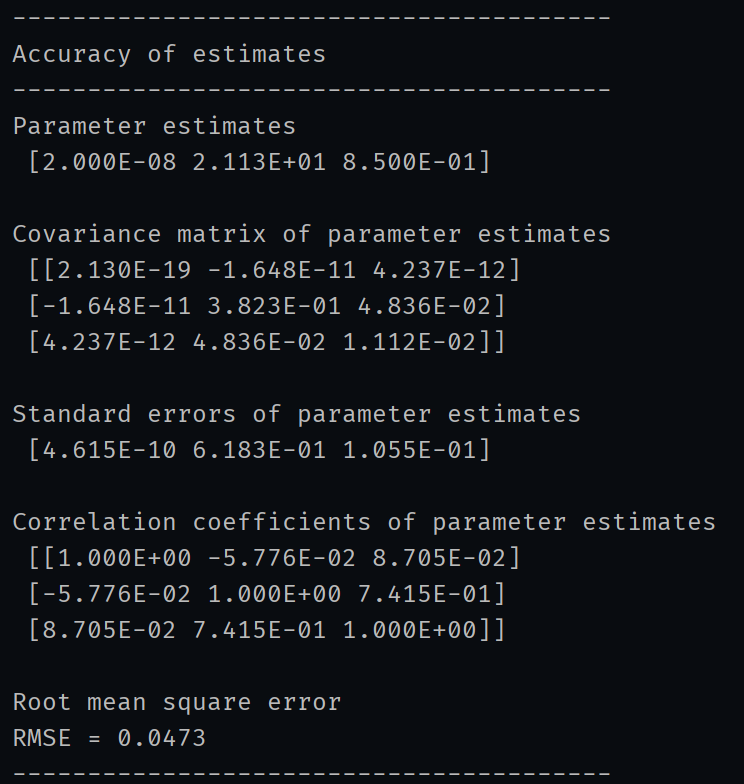 ----------------------------------------
Accuracy of estimates
----------------------------------------
Parameter estimates
 [2.000E-08 2.113E+01 8.500E-01]

Covariance matrix of parameter estimates
 [[2.130E-19 -1.648E-11 4.237E-12]
 [-1.648E-11 3.823E-01 4.836E-02]
 [4.237E-12 4.836E-02 1.112E-02]]

Standard errors of parameter estimates
 [4.615E-10 6.183E-01 1.055E-01]

Correlation coefficients of parameter estimates
 [[1.000E+00 -5.776E-02 8.705E-02]
 [-5.776E-02 1.000E+00 7.415E-01]
 [8.705E-02 7.415E-01 1.000E+00]]

Root mean square error
RMSE = 0.0473
----------------------------------------